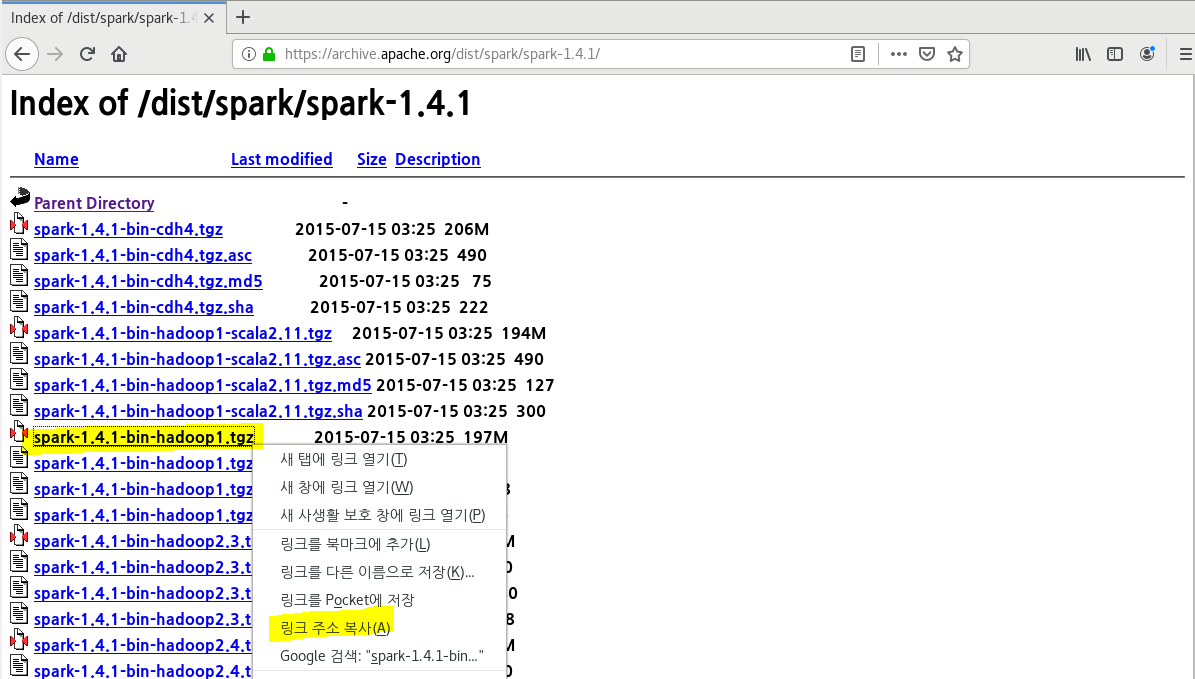 Index of /dist/spark/spark-1.4
https://archive.apache.org/dist/spark/spark-1.4.1/
Index of /dist/spark/spark-1.4.1
Name Last modified Size Description
Parent Directory -
spark-1.4.1-bin-cdh4.tgz 2015-07-15 03:25 206M
spark-1.4.1-bin-cdh4.tgz.asc 2015-07-15 03:25 490
spark-1.4.1-bin-cdh4.tgz.md5 2015-07-15 03:25 75
spark-1.4.1-bin-cdh4.tgz.sha 2015-07-15 03:25 222
spark-1.4.1-bin-hadoop1-scala2.11.tgz 2015-07-15 03:25 194M
spark-1.4.1-bin-hadoop1-scala2.11.tgz.asc 2015-07-15 03:25 490
spark-1.4.1-bin-hadoop1-scala2.11.tgz.md5 2015-07-15 03:25 127
spark-1.4.1-bin-hadoop1-scala2.11.tgz.sha 2015-07-15 03:25 300
spark-1.4.1-bin-hadoop1.tgz 2015-07-15 03:25 197M
spark-1.4.1-bin-hadoop1.tgz
spark-1.4.1-bin-hadoop1.tgz 3
spark-1.4.1-bin-hadoop1.tgz
spark-1.4.1-bin-hadoop2.3.t M
spark-1.4.1-bin-hadoop2.3.t 0
spark-1.4.1-bin-hadoop2.3.t 0
spark-1.4.1-bin-hadoop2.3.t 8
spark-1.4.1-bin-hadoop2.4.t M
spark-1.4.1-bin-hadoop2.4.t 0
새 탭에 링크 열기(T)
새 창에 링크 열기(W)
새 사생활 보호 창에 링크 열기(P)
링크를 북마크에 추가(L)
링크를 다른 이름으로 저장(K)...
링크를 Pocket에 저장
링크 주소 복사(A)
Google 검색: "spark-1.4.1-bin..."